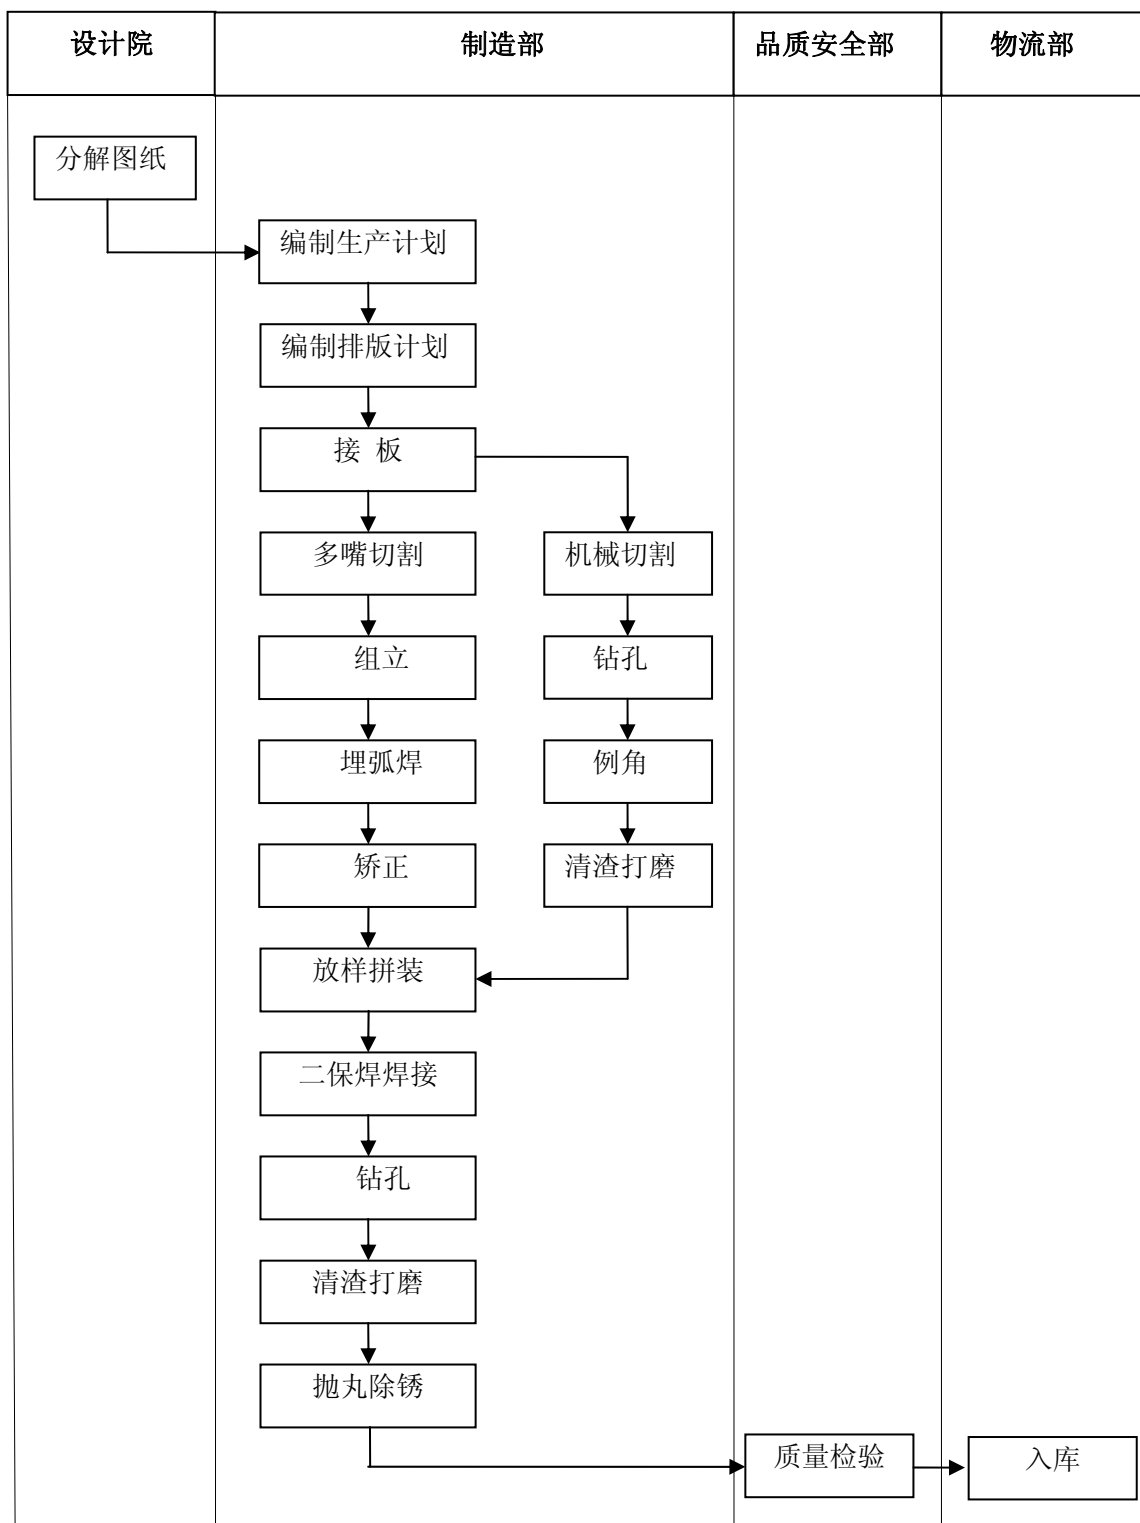 设计院
制造部
品质安全部
物流部
分解图纸
编制生产计划
编制排版计划
接 板
多嘴切割
机械切割
组立
钻孔
埋弧焊
例角
矫正
清渣打磨
放样拼装
二保焊焊接
钻孔
清渣打磨
抛丸除锈
质量检验
入库